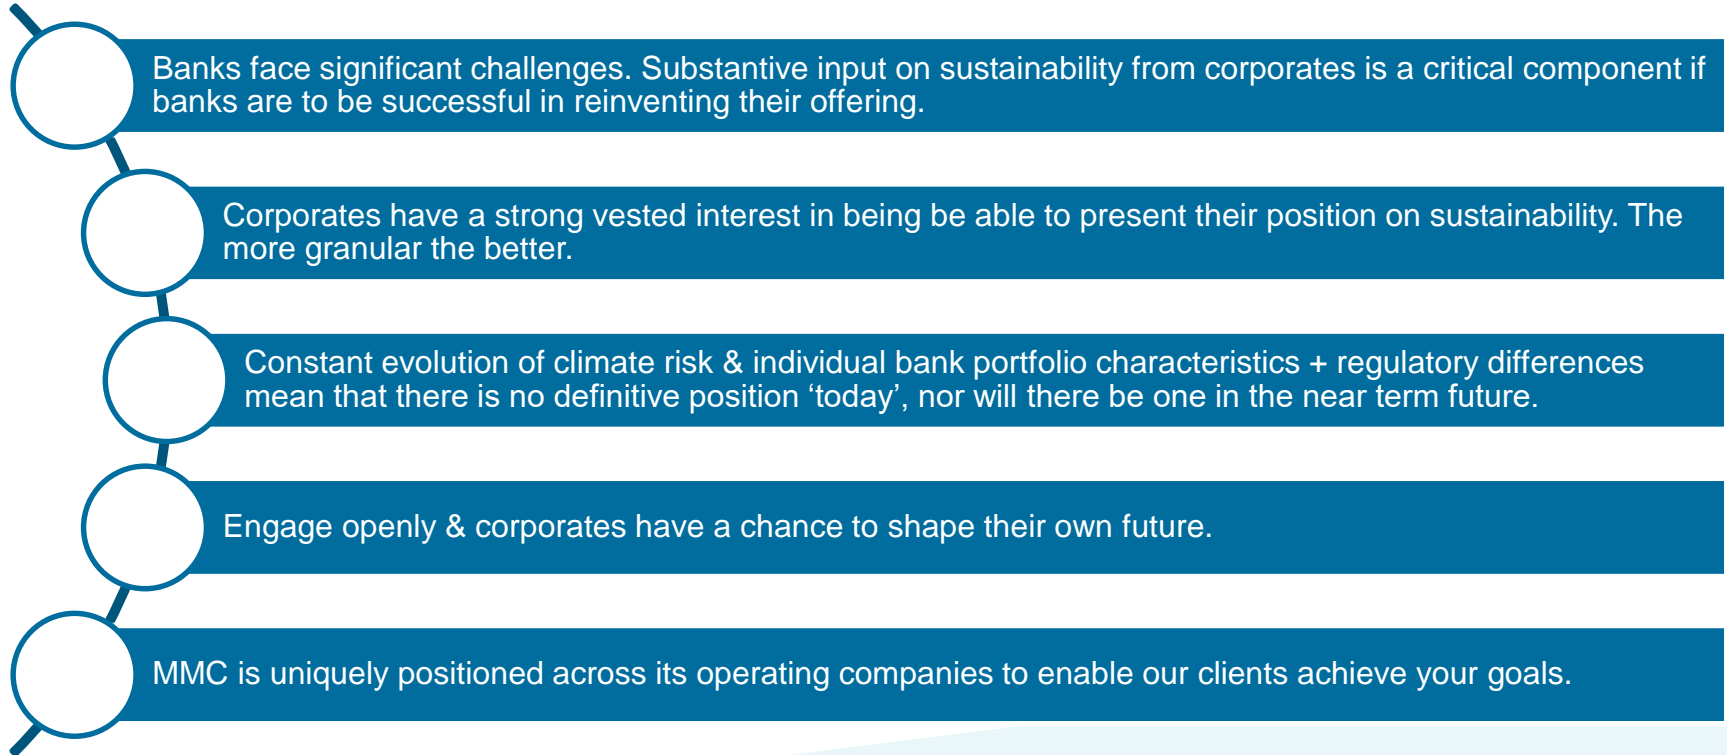 Banks face significant challenges. Substantive input on sustainability from corporates is a critical component if
banks are to be successful in reinventing their offering.
Corporates have a strong vested interest in being be able to present their position on sustainability. The
more granular the better.
Constant evolution of climate risk & individual bank portfolio characteristics + regulatory differences
mean that there is no definitive position ‘today’, nor will there be one in the near term future.
Engage openly & corporates have a chance to shape their own future.
MMC is uniquely positioned across its operating companies to enable our clients achieve your goals.